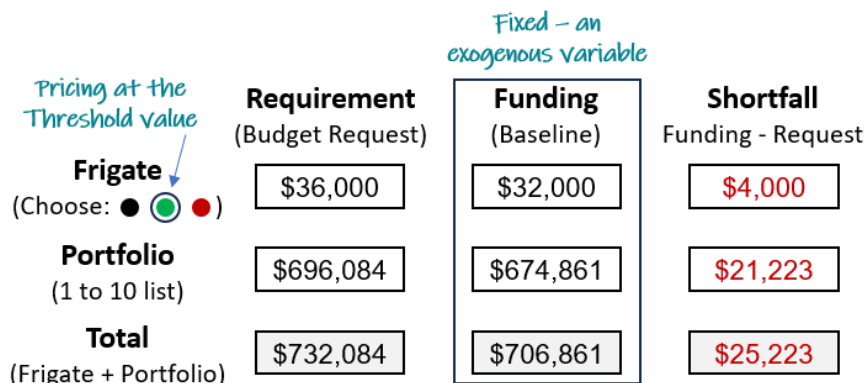 Fixed – an
exogenous variable
Pricing at the
Threshold value
Requirement
(Budget Request)
Funding
(Baseline)
Shortfall
Funding - Request
Frigate
(Choose: )
$36,000
$32,000
$4,000
Portfolio
(1 to 10 list)
$696,084
$674,861
$21,223
Total
(Frigate + Portfolio)
$732,084
$706,861
$25,223